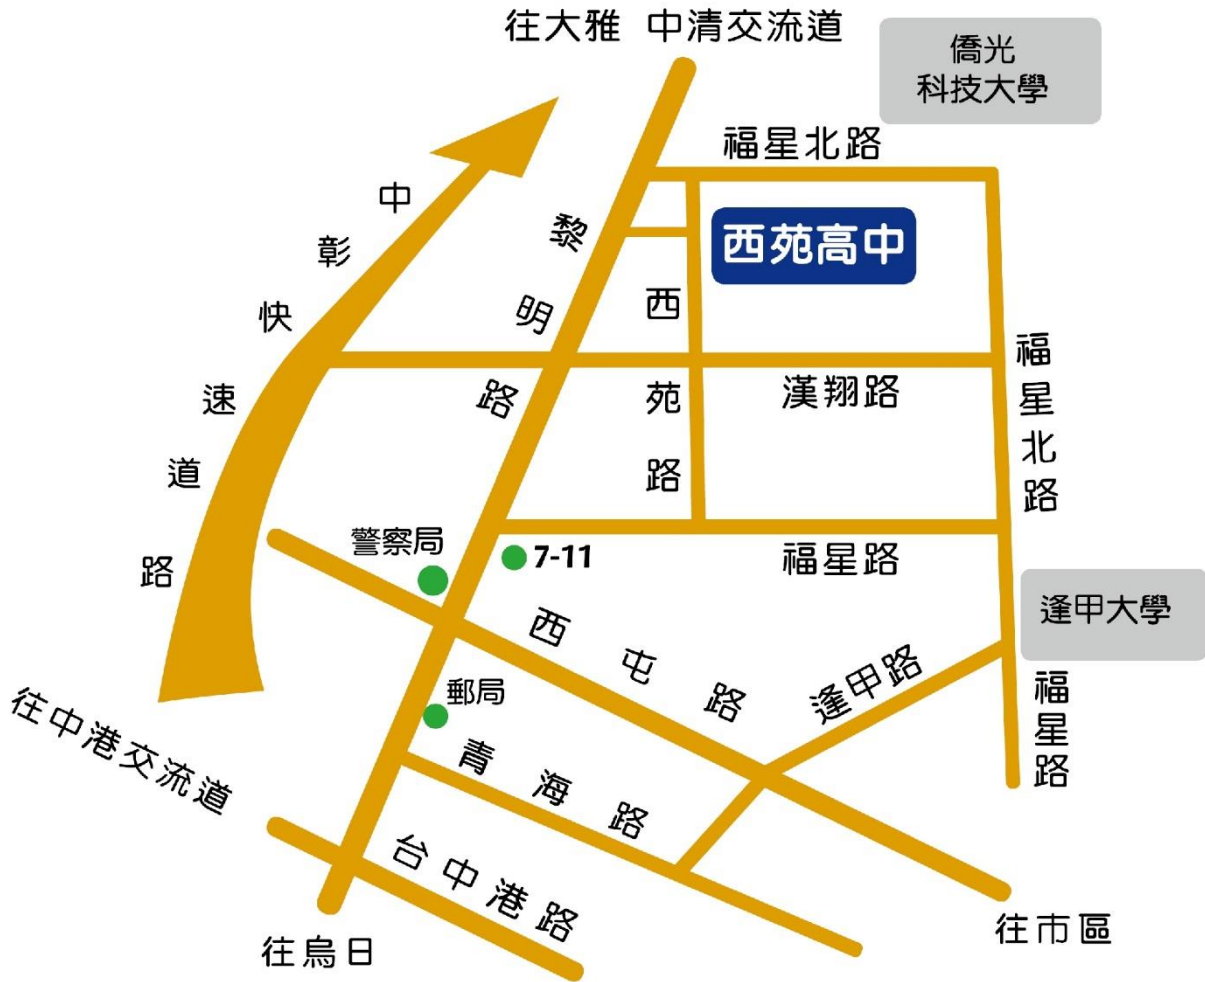 往大雅 中清交流道
僑光
科技大學
福星北路
西苑高中
中彰快速道路
黎明路
西苑路
漢翔路
福星北路
警察局
7-11
福星路
逢甲大學
西屯路
逢甲路
福星路
郵局
青海路
往中港交流道
台中港路
往烏日
往市區